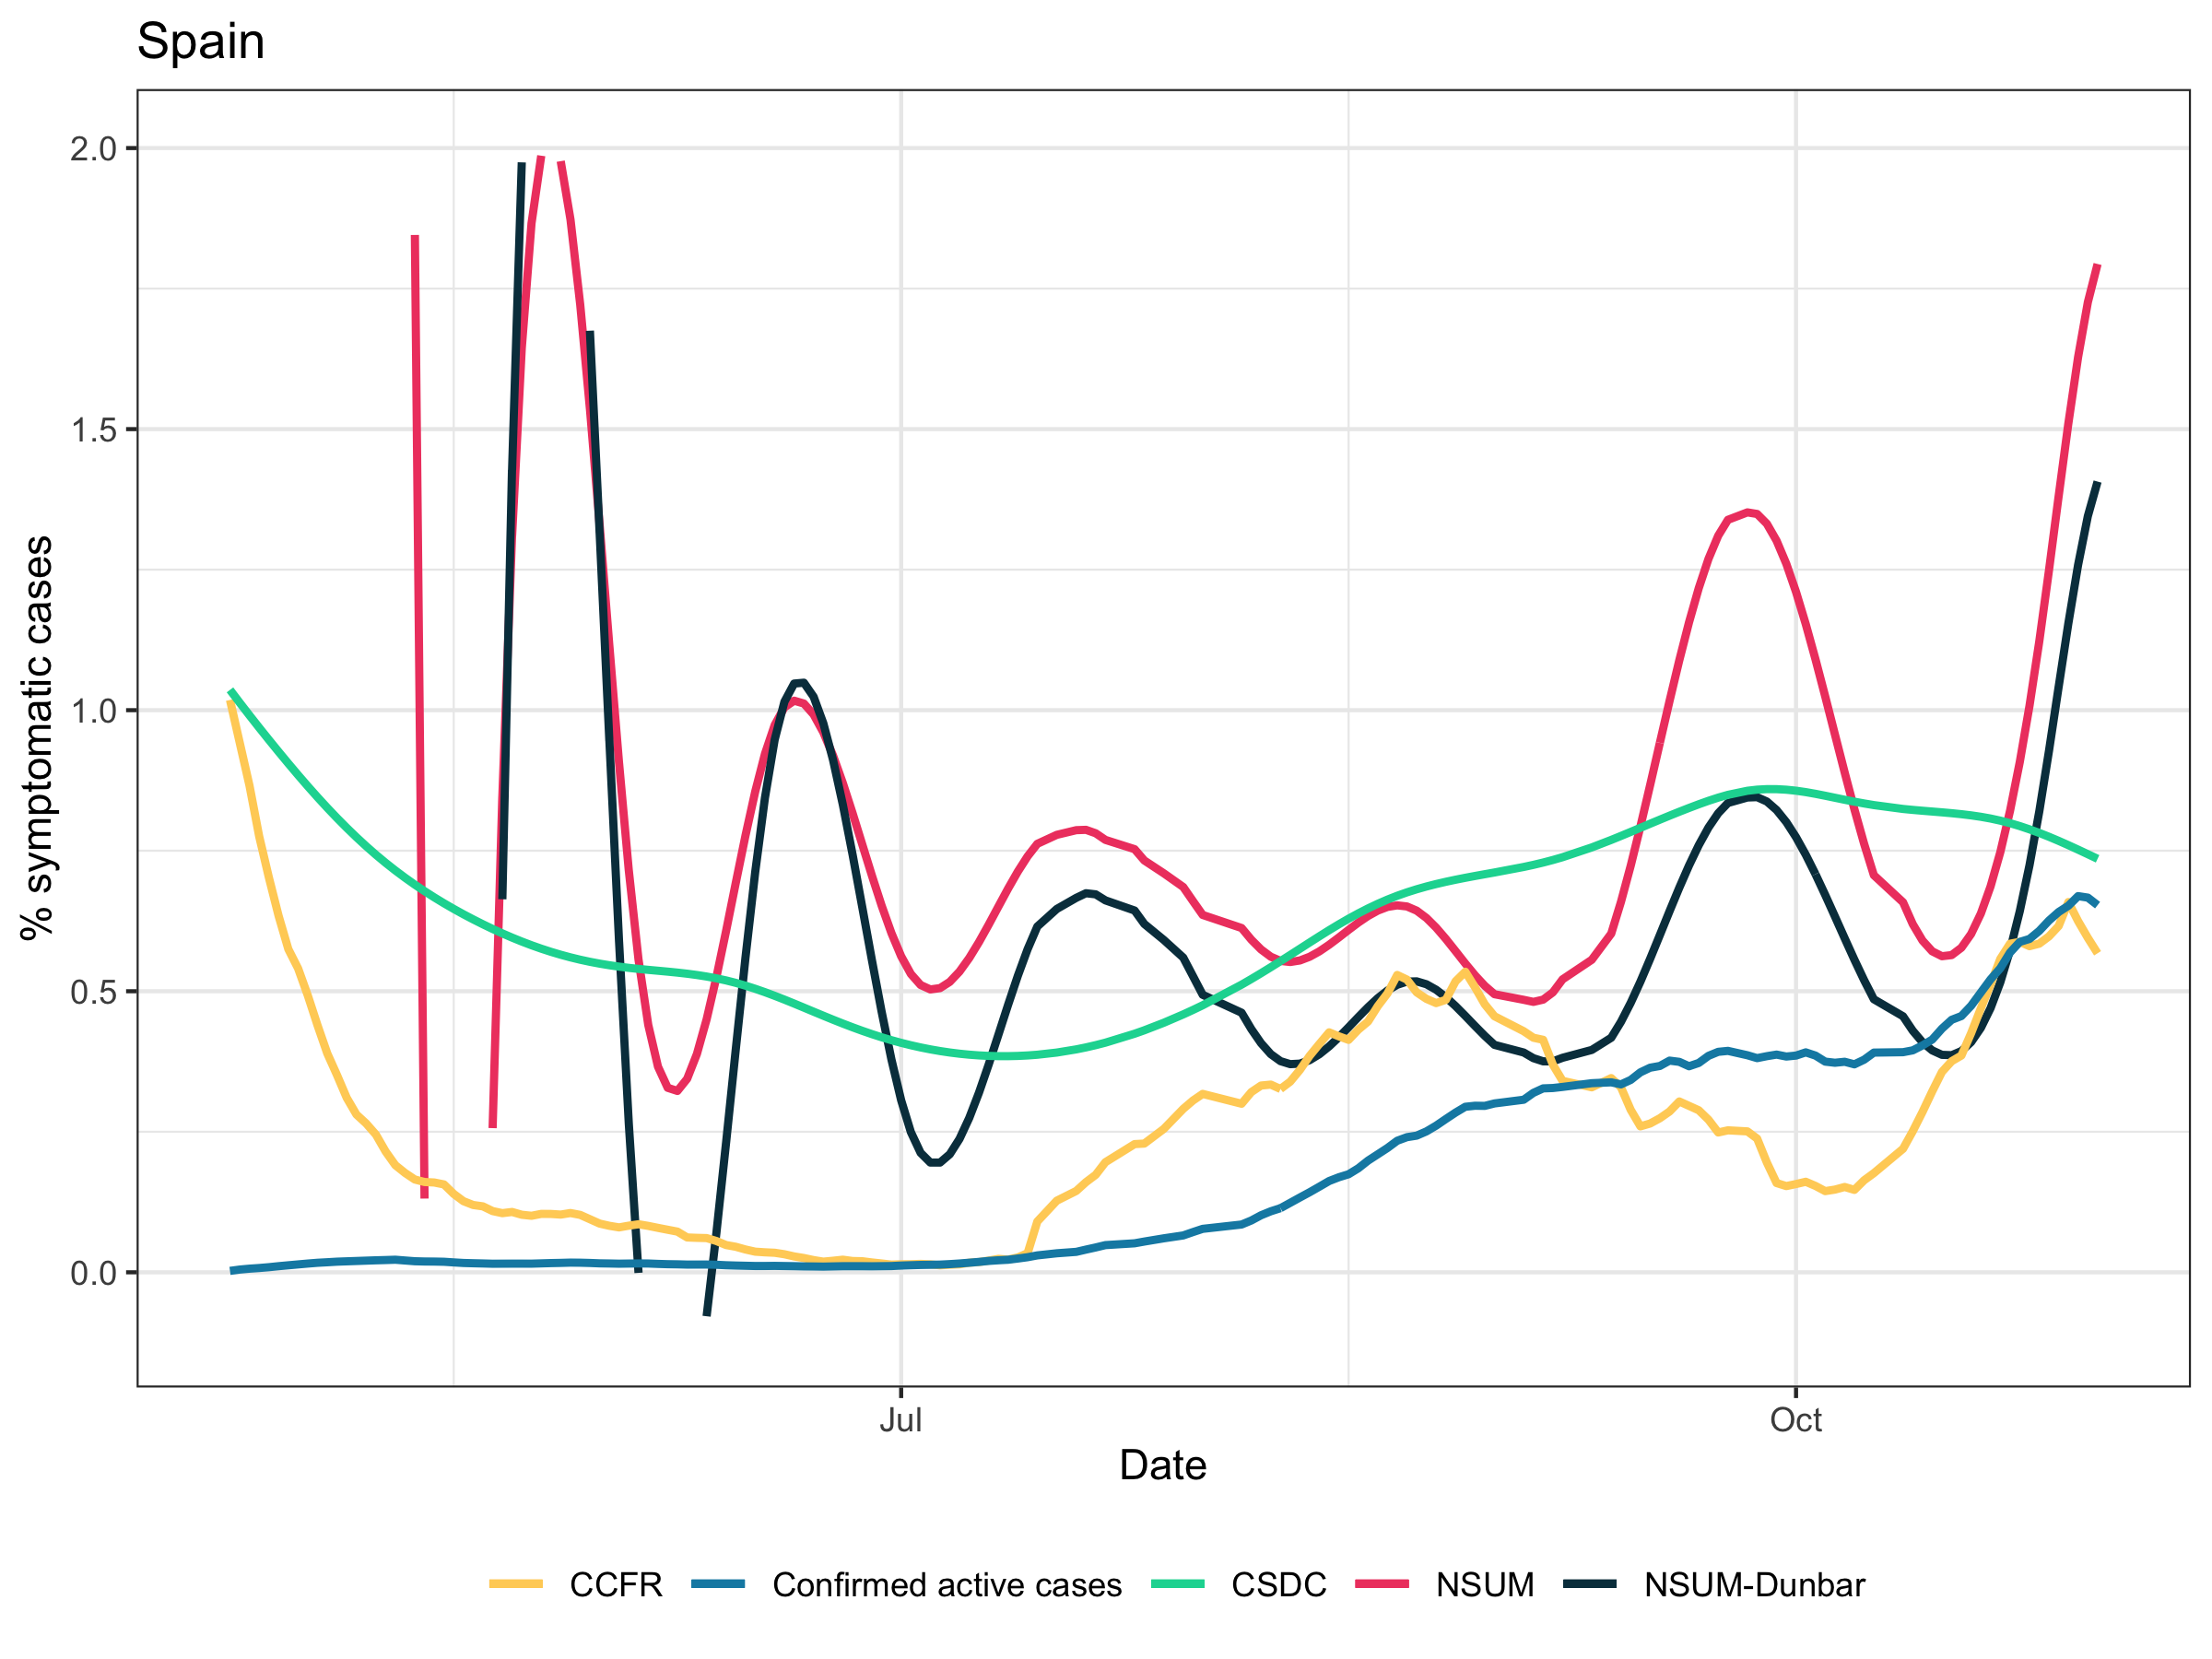 Spain
% symptomatic cases
2.0
1.5
1.0
0.5
0.0
Jul Oct
Date
CCFR Confirmed active cases CSDC NSUM NSUM-Dunbar